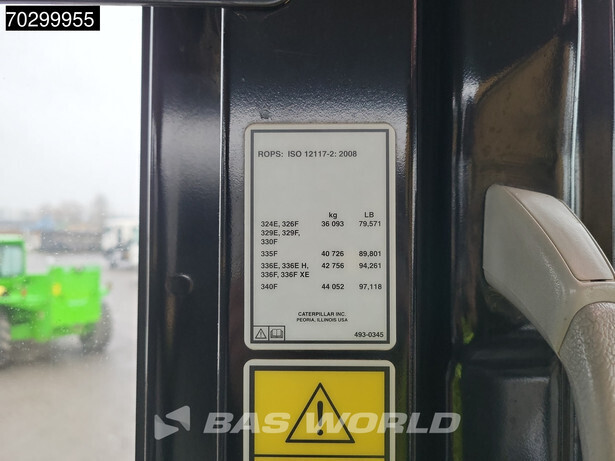 70299955
ROPS: ISO 12117-2: 2008
kg LB
324E, 326F 36 093 79,571
329E, 329F,
330F
335F 40 726 89,801
336E, 336E H, 42 756 94,261
336F, 336F XE
340F 44 052 97,118
CATERPILLAR INC.
PEORIA, ILLINOIS USA
493-0345
BAS WORLD